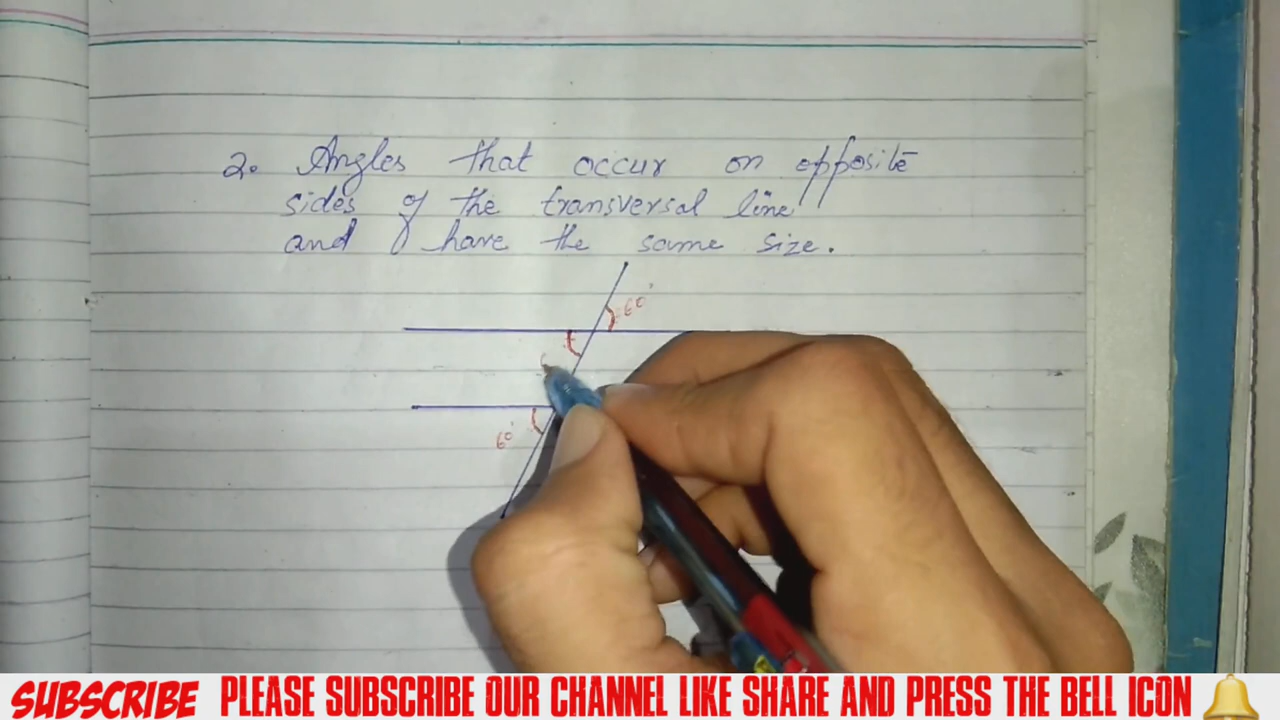 2. Angles that occur on opposite
sides of the transversal line
and have the same size.
60°
60°
SUBSCRIBE PLEASE SUBSCRIBE OUR CHANNEL LIKE SHARE AND PRESS THE BELL ICON